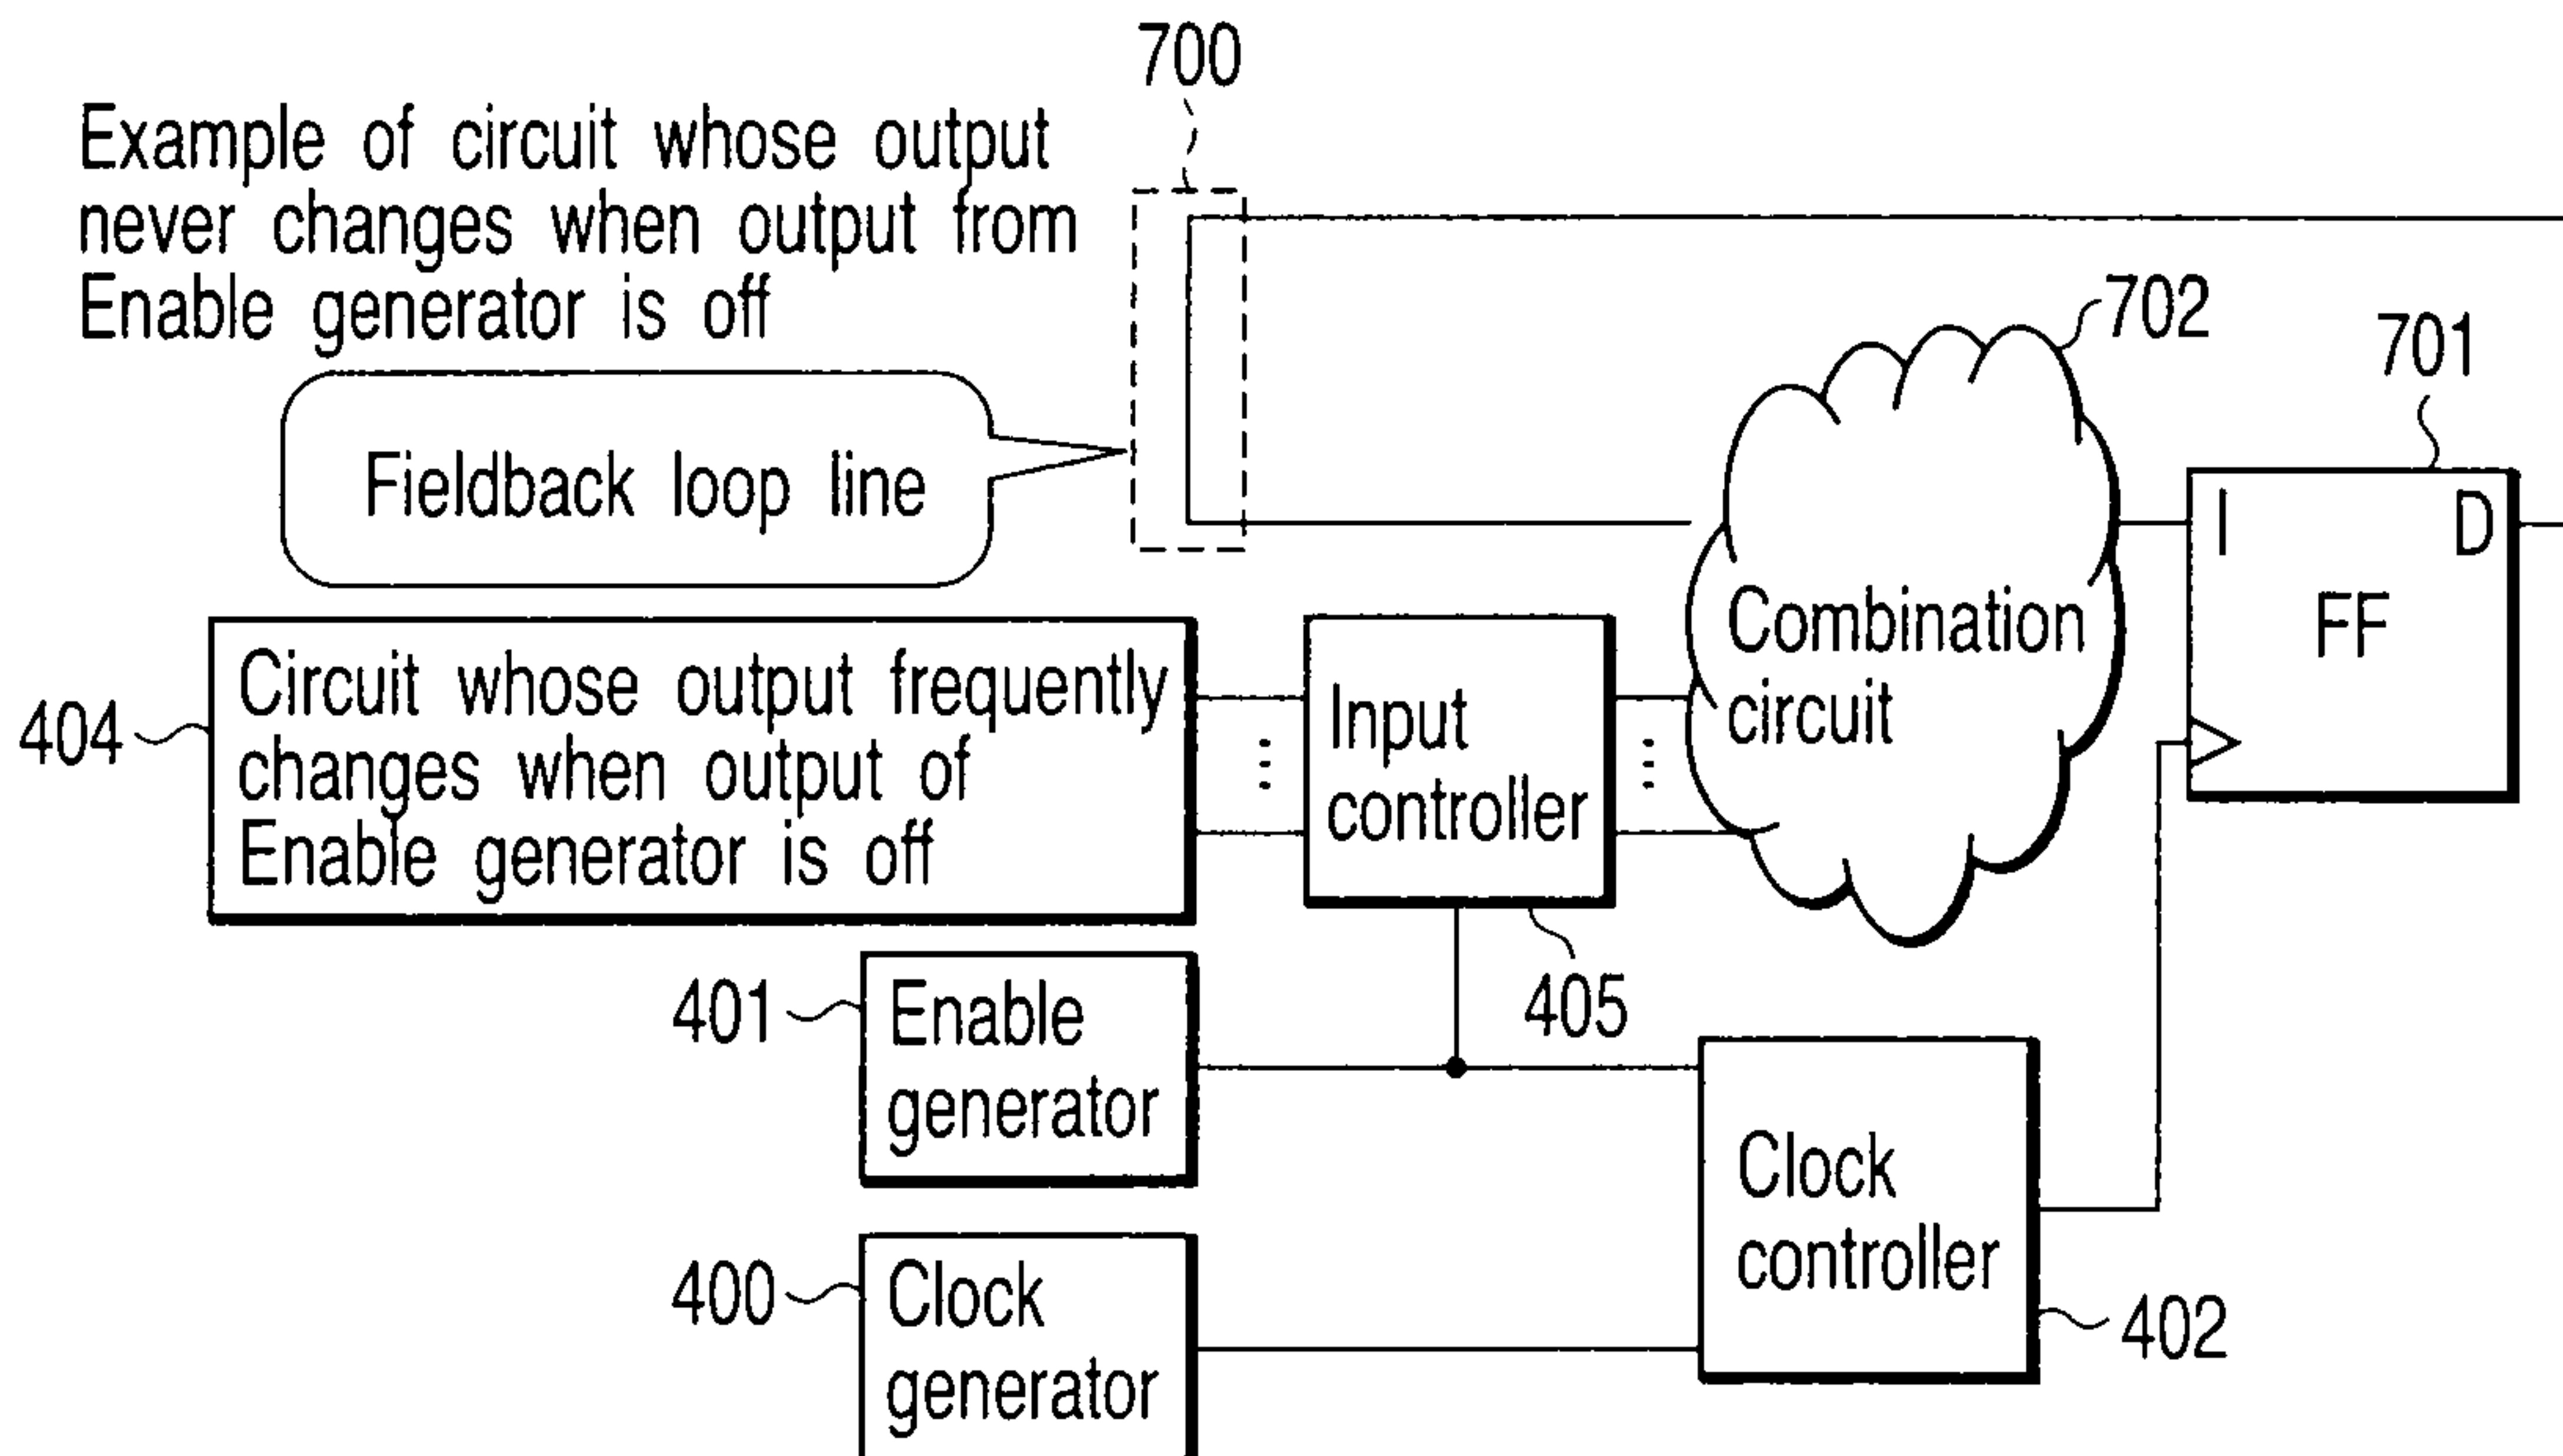 700
Example of circuit whose output
never changes when output from
Enable generator is off
702
701
Fieldback loop line
I
D
FF
Combination
circuit
404
Circuit whose output frequently
changes when output of
Enable generator is off
Input
controller
405
401
Enable
generator
Clock
controller
402
400
Clock
generator